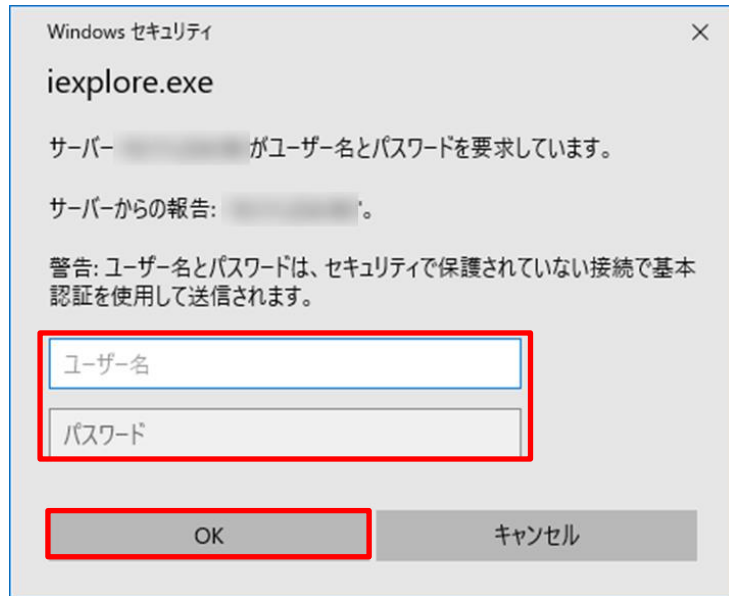 Windows セキュリティ
iexplore.exe
サーバー がユーザー名とパスワードを要求しています。
サーバーからの報告: 。
警告: ユーザー名とパスワードは、セキュリティで保護されていない接続で基本
認証を使用して送信されます。
ユーザー名
パスワード
OK
キャンセル